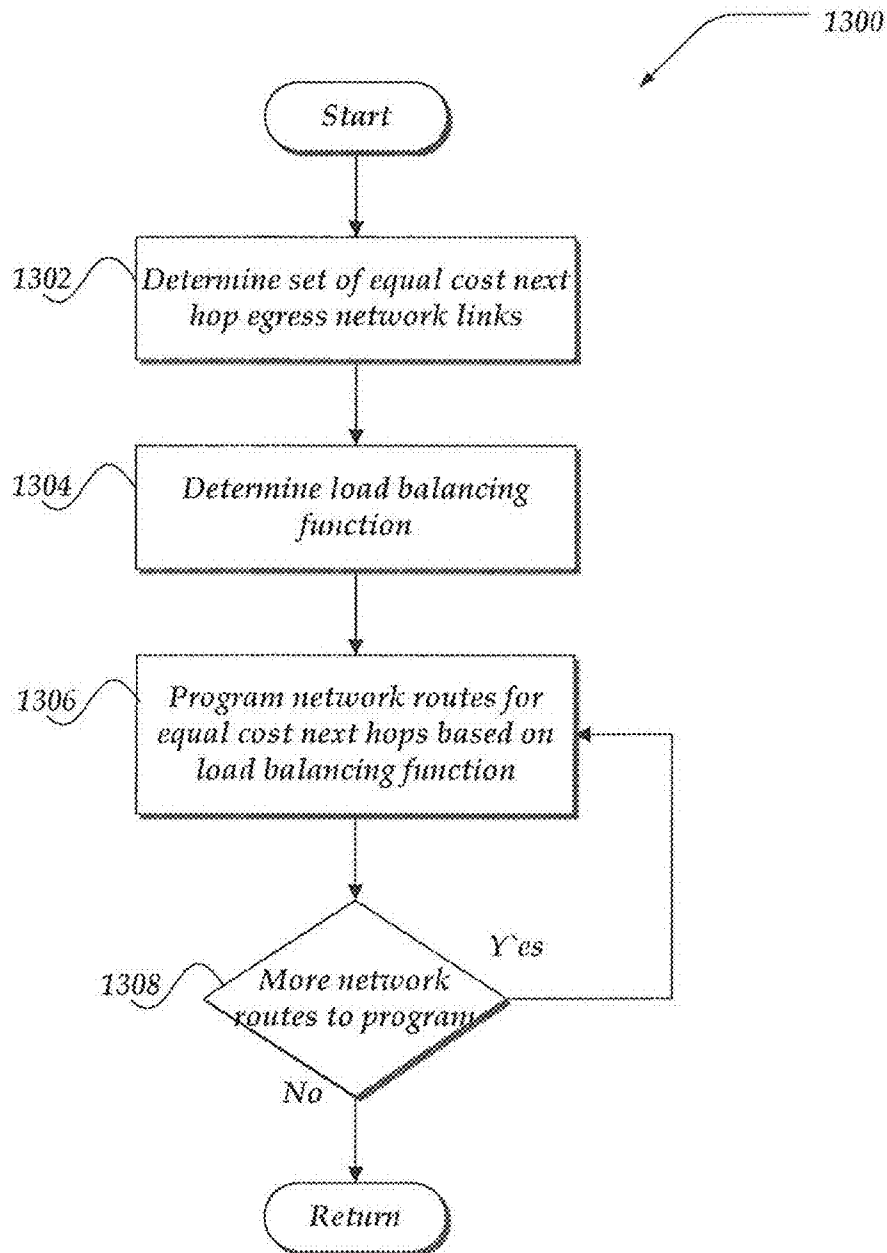 1300
Start
1302
Determine set of equal cost next
hop egress network links
1304
Determine load balancing
function
1306
Program network routes for
equal cost next hops based on
load balancing function
Y`es
1308
More network
routes to program
No
Return